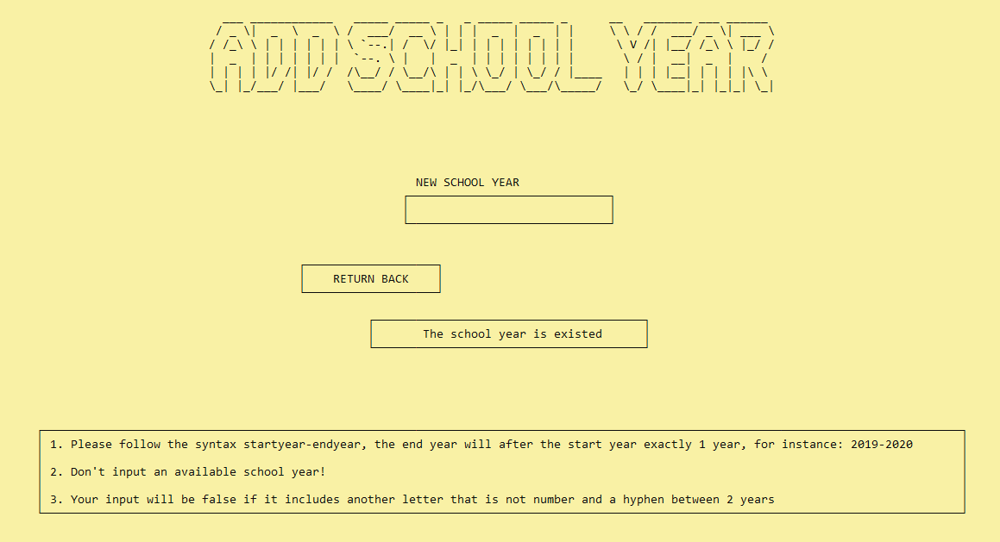 ADD SCHOOL YEAR
NEW SCHOOL YEAR
RETURN BACK
The school year is existed
1. Please follow the syntax startyear-endyear, the end year will after the start year exactly 1 year, for instance: 2019-2020
2. Don't input an available school year!
3. Your input will be false if it includes another letter that is not number and a hyphen between 2 years